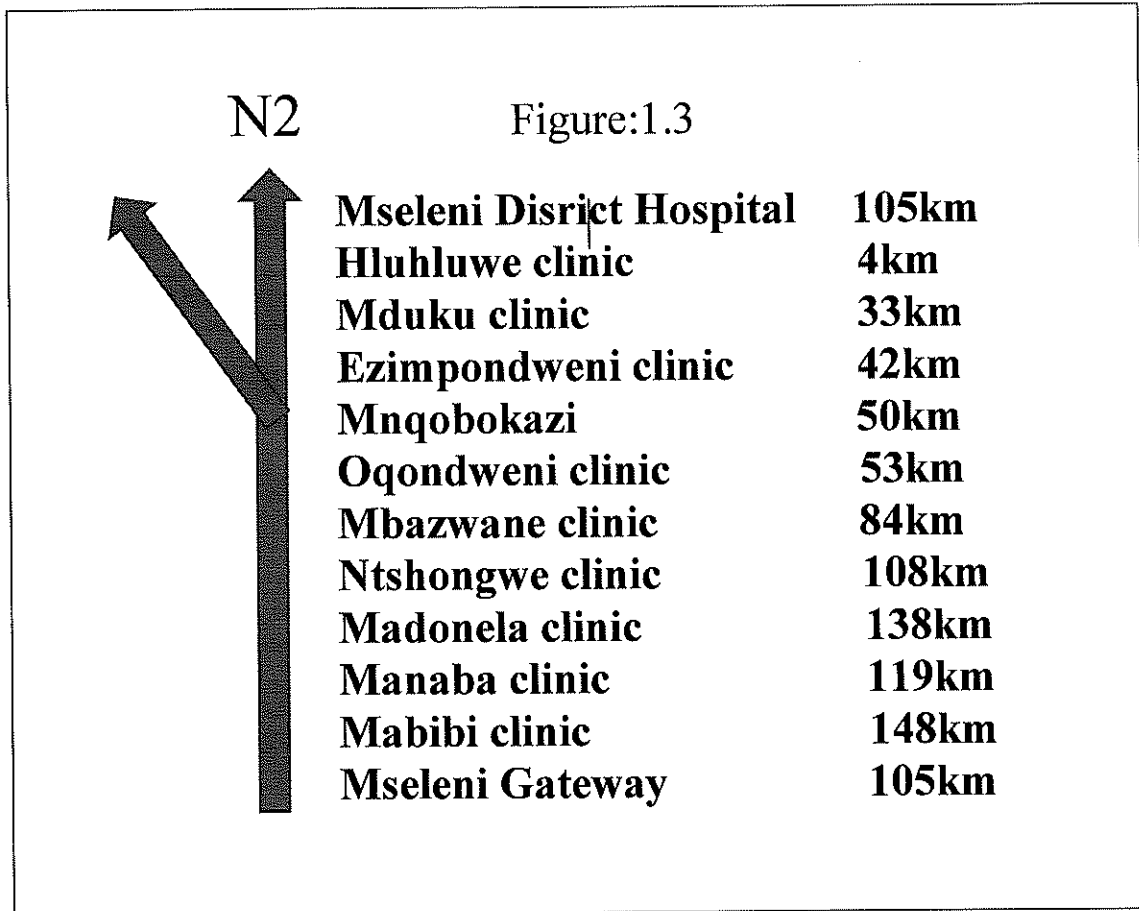 N2 Figure:1.3
Mseleni Disrict Hospital 105km
Hluhluwe clinic 4km
Mduku clinic 33km
Ezimpondweni clinic 42km
Mnqobokazi 50km
Oqondweni clinic 53km
Mbazwane clinic 84km
Ntshongwe clinic 108km
Madonela clinic 138km
Manaba clinic 119km
Mabibi clinic 148km
Mseleni Gateway 105km